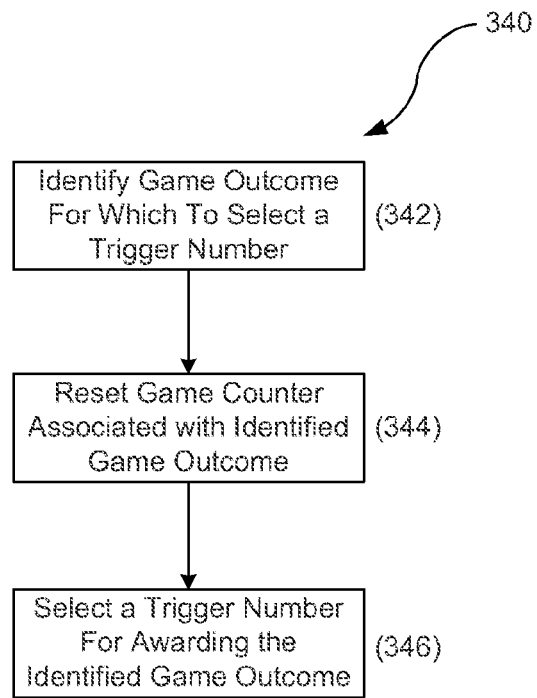 340
Identify Game Outcome
For Which To Select a
Trigger Number
(342)
Reset Game Counter
Associated with Identified
Game Outcome
(344)
Select a Trigger Number
For Awarding the
Identified Game Outcome
(346)